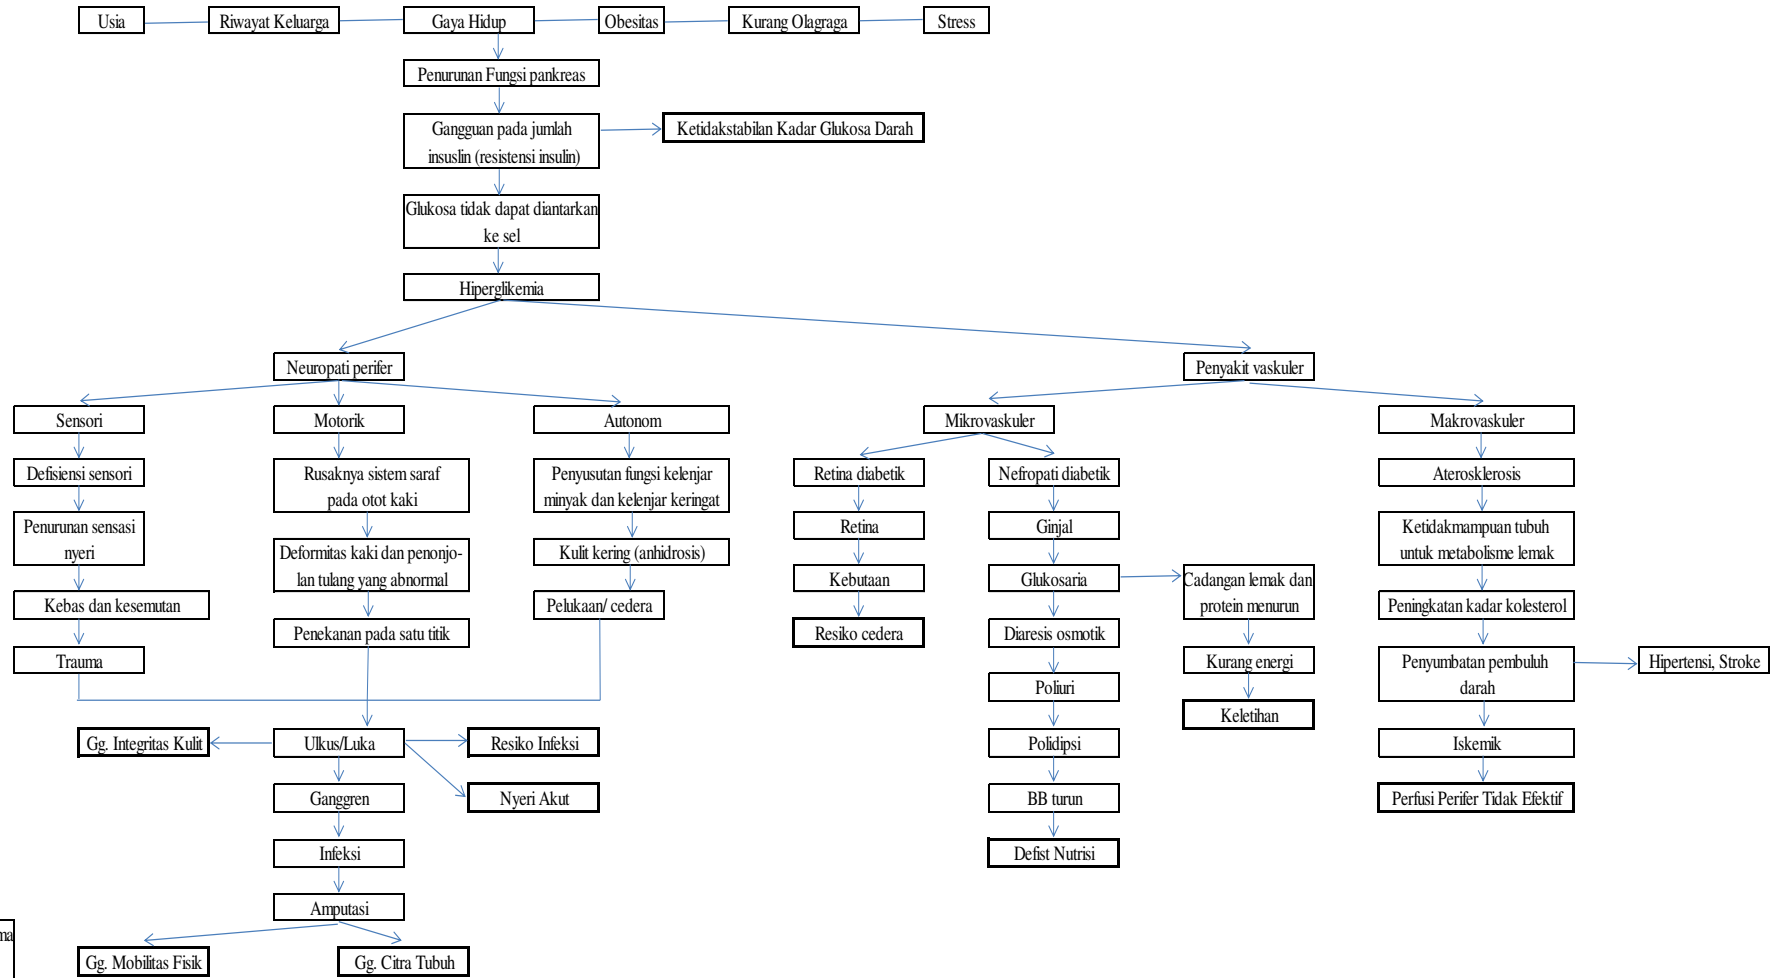 Usia
Riwayat Keluarga
Gaya Hidup
Obesitas
Kurang Olagraga
Stress
Penurunan Fungsi pankreas
Gangguan pada jumlah
insuslin (resistensi insulin)
Ketidakstabilan Kadar Glukosa Darah
Glukosa tidak dapat diantarkan
ke sel
Hiperglikemia
Neuropati perifer
Penyakit vaskuler
Sensori
Motorik
Autonom
Mikrovaskuler
Makrovaskuler
Defisiensi sensori
Rusaknya sistem saraf
pada otot kaki
Penyusutan fungsi kelenjar
minyak dan kelenjar keringat
Retina diabetik
Nefropati diabetik
Aterosklerosis
Penurunan sensasi
nyeri
Deformitas kaki dan penonjo-
lan tulang yang abnormal
Kulit kering (anhidrosis)
Retina
Ginjal
Ketidakmampuan tubuh
untuk metabolisme lemak
Kebutaan
Glukosaria
Cadangan lemak dan
protein menurun
Kebas dan kesemutan
Pelukaan/ cedera
Peningkatan kadar kolesterol
Penekanan pada satu titik
Resiko cedera
Diaresis osmotik
Trauma
Kurang energi
Penyumbatan pembuluh
darah
Hipertensi, Stroke
Poliuri
Keletihan
Gg. Integritas Kulit
Ulkus/Luka
Resiko Infeksi
Polidipsi
Iskemik
Ganggren
Nyeri Akut
BB turun
Perfusi Perifer Tidak Efektif
Infeksi
Defist Nutrisi
Amputasi
ma
Gg. Mobilitas Fisik
Gg. Citra Tubuh